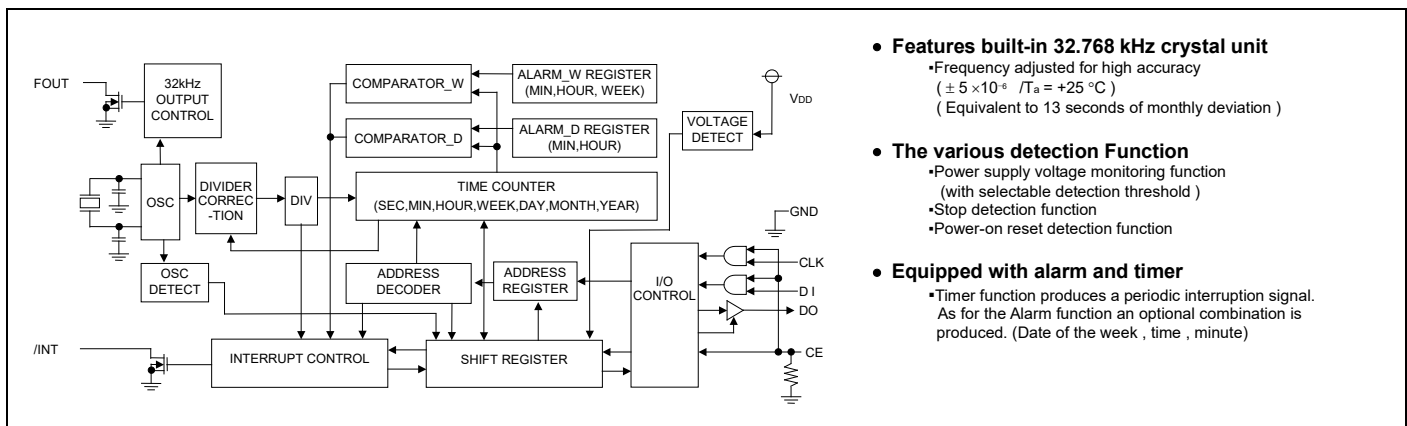 FOUT
32kHz
OUTPUT
CONTROL
COMPARATOR_W
ALARM_W REGISTER
(MIN,HOUR, WEEK)
COMPARATOR_D
ALARM_D REGISTER
(MIN,HOUR)
VDD
VOLTAGE
DETECT
OSC
DIVIDER
CORREC
-TION
DIV
TIME COUNTER
(SEC,MIN,HOUR,WEEK,DAY,MONTH,YEAR)
GND
OSC
DETECT
ADDRESS
DECODER
ADDRESS
REGISTER
I/O
CONTROL
CLK
D I
DO
CE
/INT
INTERRUPT CONTROL
SHIFT REGISTER
● Features built-in 32.768 kHz crystal unit
▪Frequency adjusted for high accuracy
( ± 5 ×10⁻⁶ /Ta = +25 °C )
( Equivalent to 13 seconds of monthly deviation )
● The various detection Function
▪Power supply voltage monitoring function
(with selectable detection threshold )
▪Stop detection function
▪Power-on reset detection function
● Equipped with alarm and timer
▪Timer function produces a periodic interruption signal.
As for the Alarm function an optional combination is
produced. (Date of the week , time , minute)